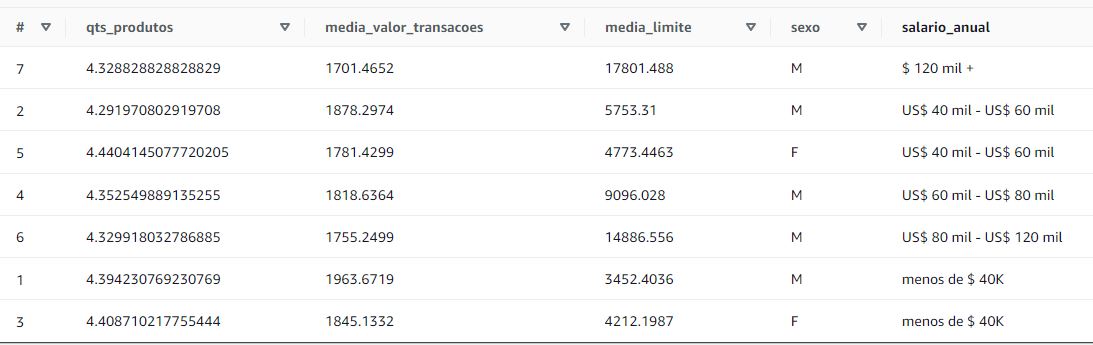 # qts_produtos media_valor_transacoes media_limite sexo salario_anual
7 4.328828828828829 1701.4652 17801.488 M $ 120 mil +
2 4.291970802919708 1878.2974 5753.31 M US$ 40 mil - US$ 60 mil
5 4.4404145077720205 1781.4299 4773.4463 F US$ 40 mil - US$ 60 mil
4 4.352549889135255 1818.6364 9096.028 M US$ 60 mil - US$ 80 mil
6 4.329918032786885 1755.2499 14886.556 M US$ 80 mil - US$ 120 mil
1 4.394230769230769 1963.6719 3452.4036 M menos de $ 40K
3 4.408710217755444 1845.1332 4212.1987 F menos de $ 40K